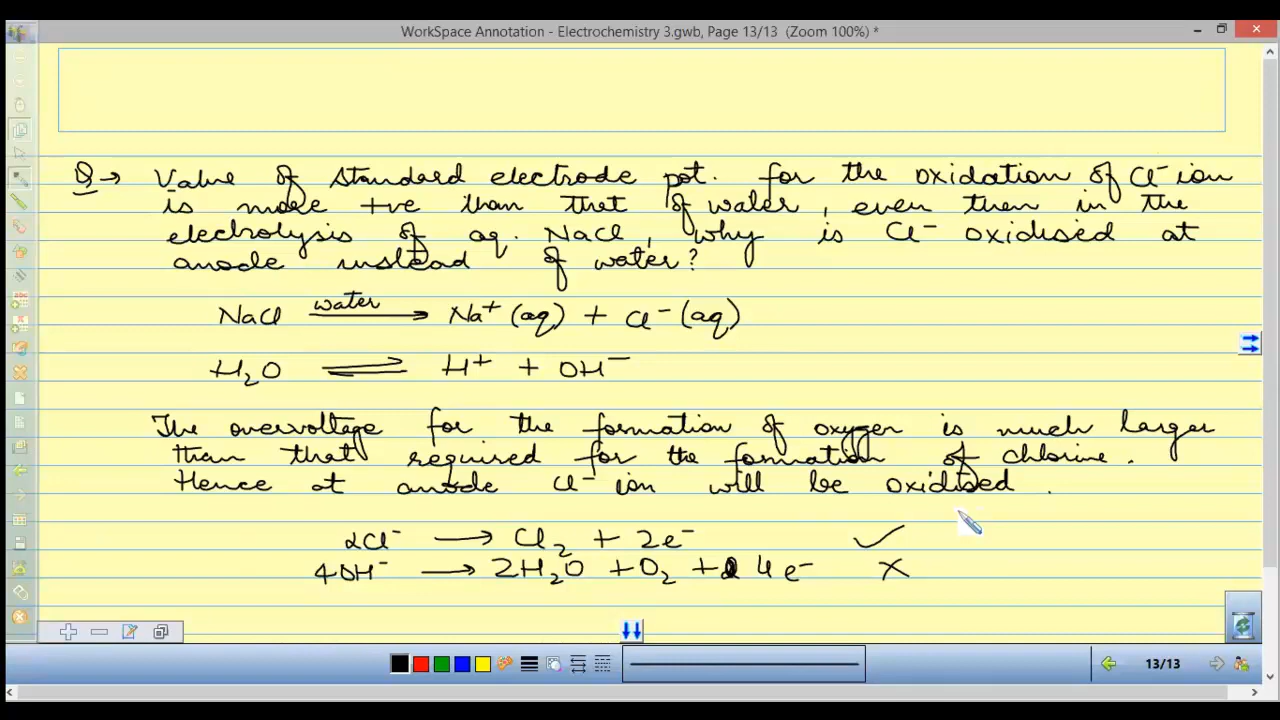 WorkSpace Annotation - Electrochemistry 3.gwb, Page 13/13 (Zoom 100%) *
Q → Value of standard electrode pot. for the oxidation of Cl⁻ ion
is more +ve than that of water, even then in the
electrolysis of aq. NaCl, why is Cl⁻ oxidised at
anode instead of water?
NaCl water → Na⁺ (aq) + Cl⁻ (aq)
H₂O ⇌ H⁺ + OH⁻
The overvoltage for the formation of oxygen is much larger
than that required for the formation of chlorine.
Hence at anode Cl⁻ ion will be oxidised.
2Cl⁻ → Cl₂ + 2e⁻ ✓
4OH⁻ → 2H₂O + O₂ + 4e⁻ ✗
13/13